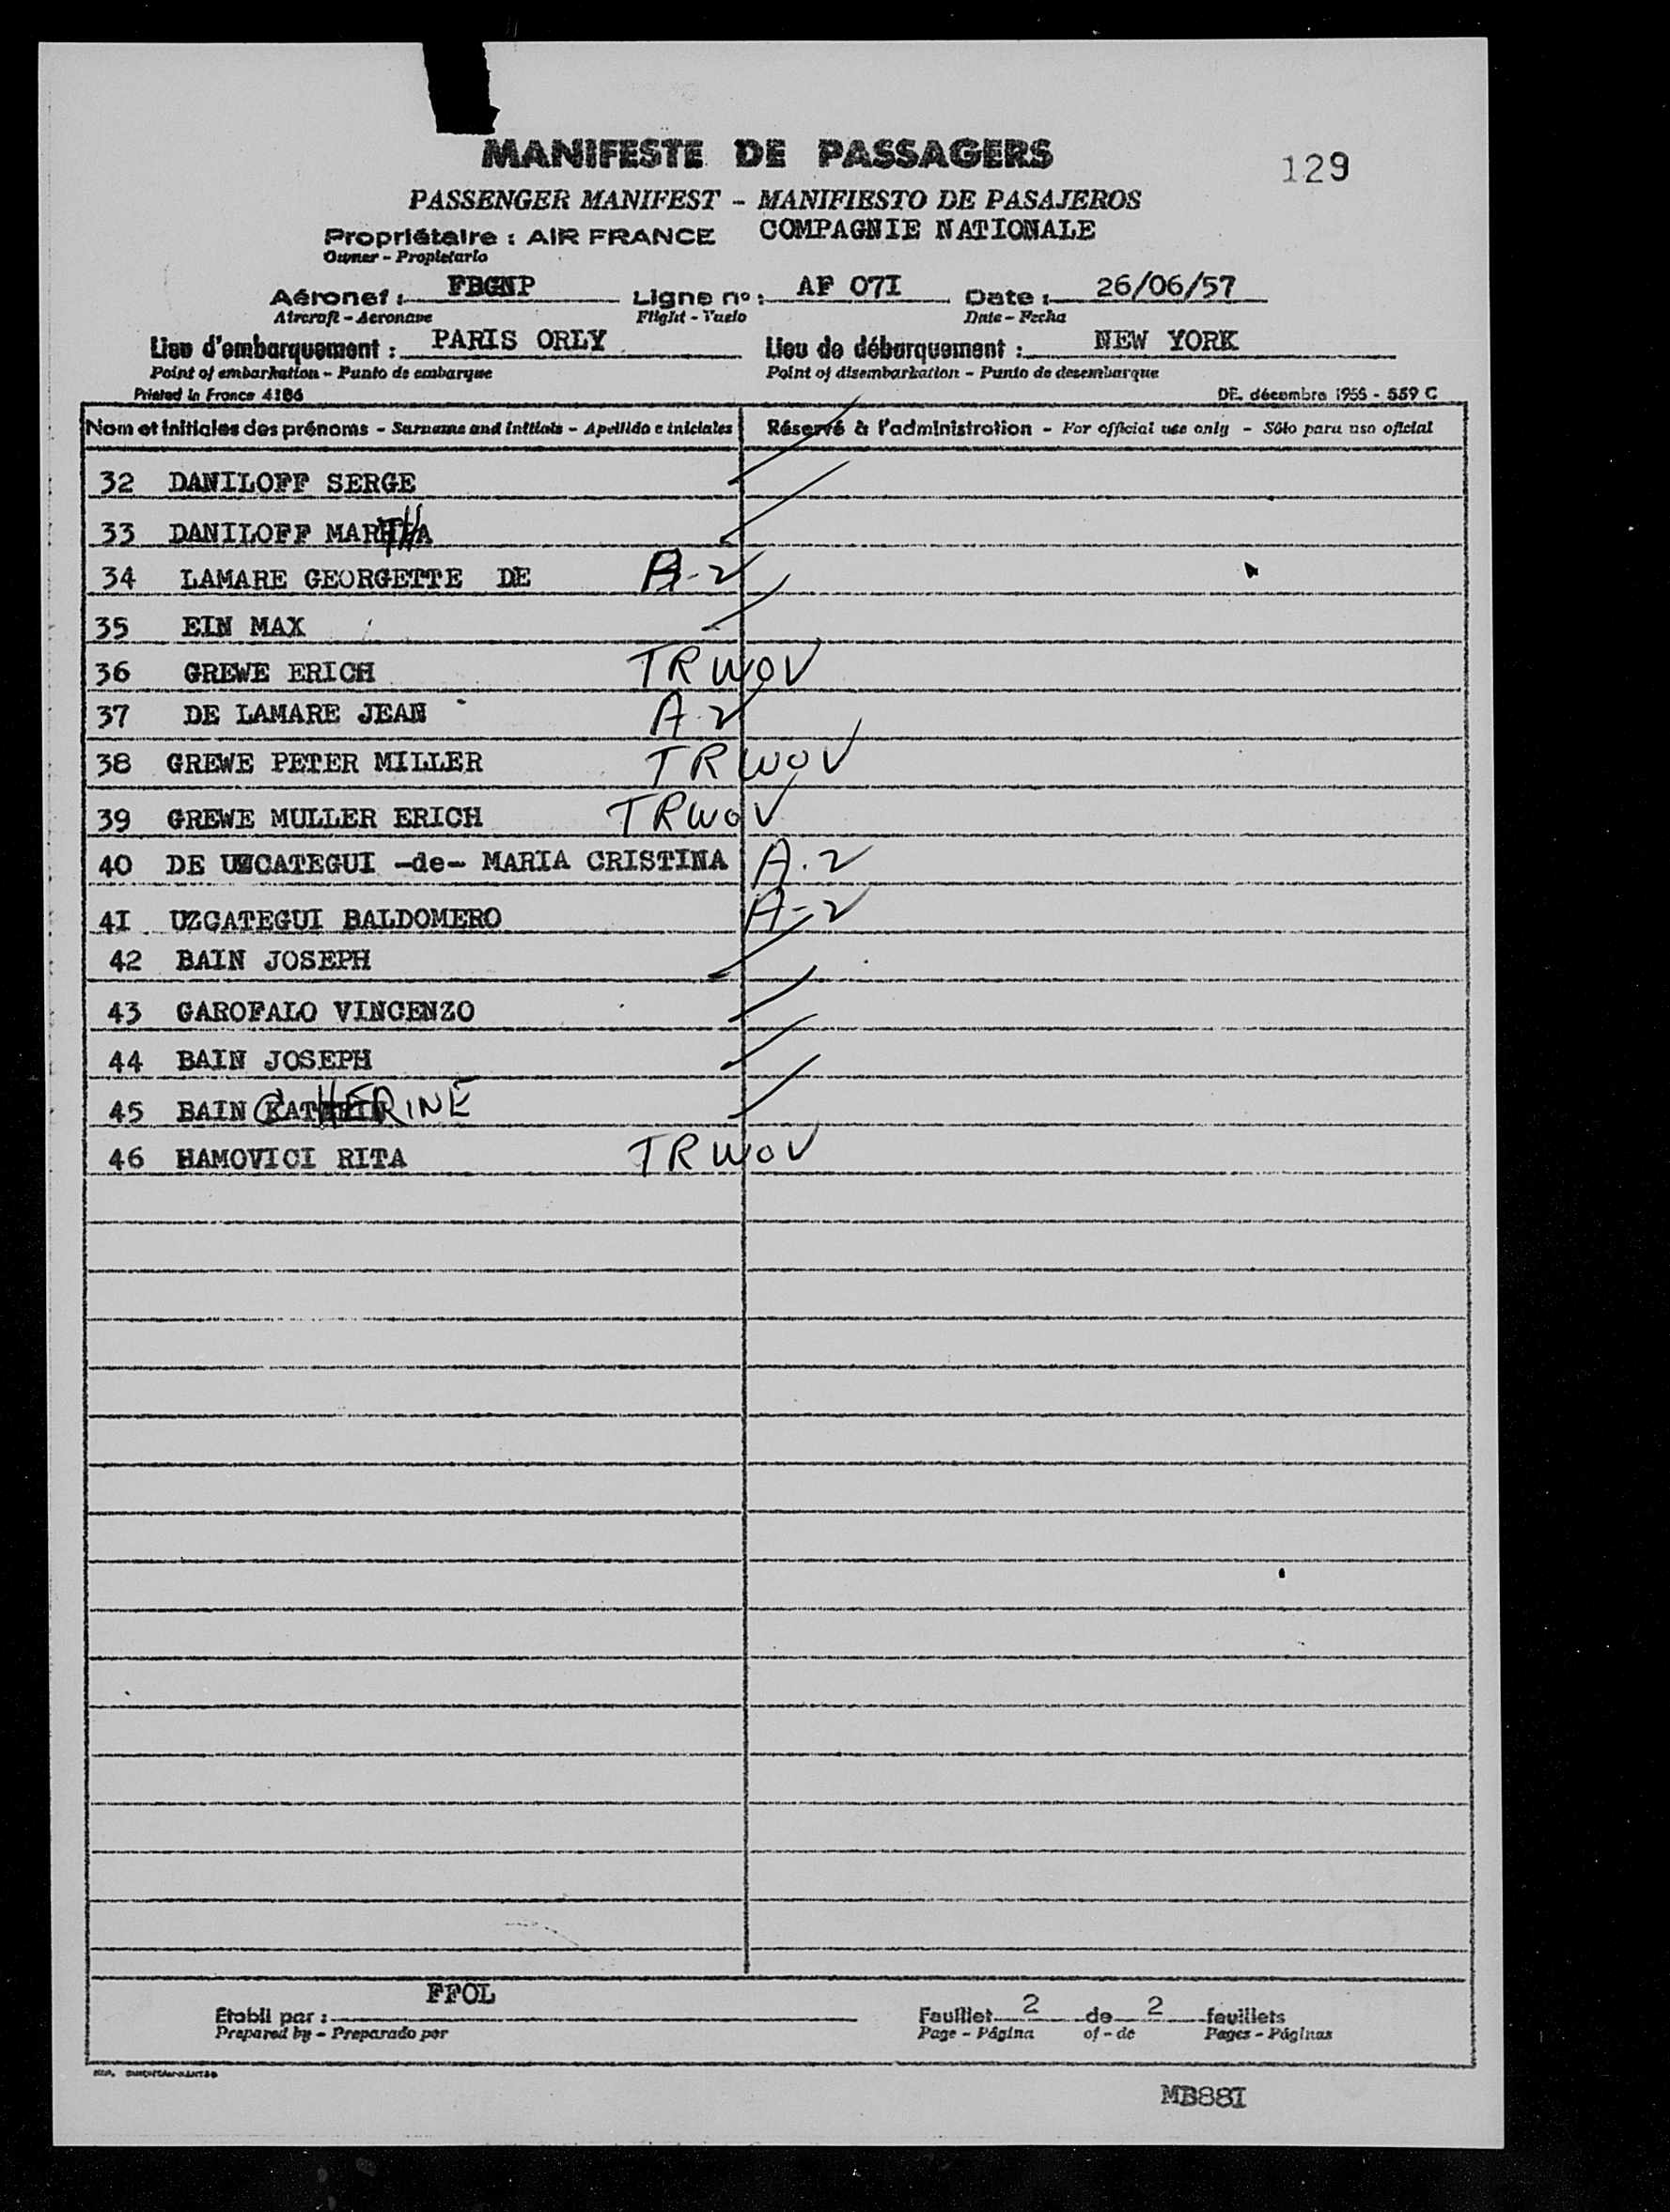 MANIFESTE DE PASSAGERS
129
PASSENGER MANIFEST - MANIFIESTO DE PASAJEROS
Propriétaire : AIR FRANCE COMPAGNIE NATIONALE
Owner - Propietario
Aéronef : FBGNP Ligne nº : AF 07I Date : 26/06/57
Aircraft - Aeronave Flight - Vuelo Date - Fecha
Lieu d'embarquement : PARIS ORLY Lieu de débarquement : NEW YORK
Point of embarkation - Punto de embarque Point of disembarkation - Punto de desembarque
Printed in France 4186 DE. décembre 1955 - 559 C
Nom et initiales des prénoms - Surname and initials - Apellido e iniciales Réservé à l'administration - For official use only - Sólo para uso oficial
32 DANILOFF SERGE
33 DANILOFF MARTHA
34 LAMARE GEORGETTE DE B-2
35 EIN MAX
36 GREWE ERICH TRWOV
37 DE LAMARE JEAN A-2
38 GREWE PETER MILLER TRWOV
39 GREWE MULLER ERICH TRWOV
40 DE UZCATEGUI -de- MARIA CRISTINA A.2
4I UZCATEGUI BALDOMERO A-2
42 BAIN JOSEPH
43 GAROFALO VINCENZO
44 BAIN JOSEPH
45 BAIN CATHERINE
46 HAMOVICI RITA TRWOV
FFOL
Etabli par : Feuillet 2 de 2 feuillets
Prepared by - Preparado por Page - Página of - de Pages - Páginas
MB88I